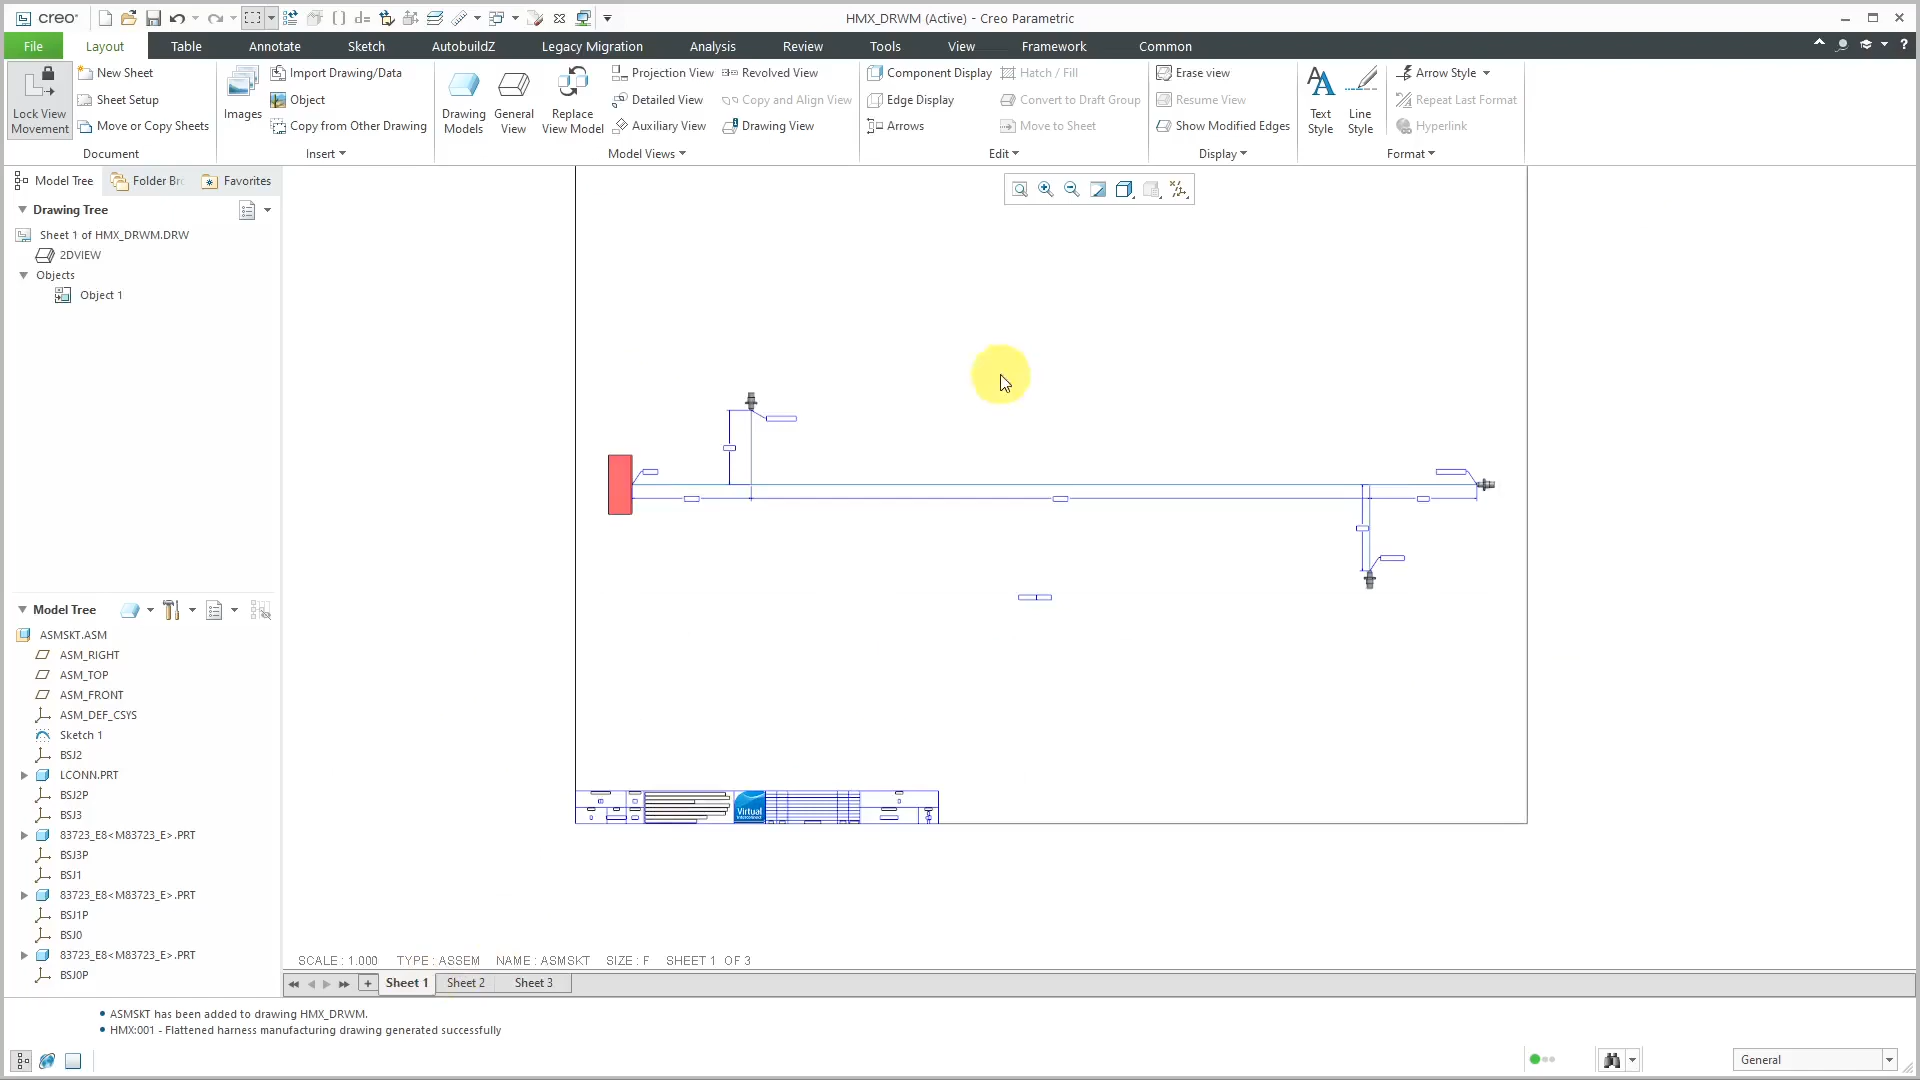 creo®
d=
HMX_DRWM (Active) - Creo Parametric
File
Layout
Table
Annotate
Sketch
AutobuildZ
Legacy Migration
Analysis
Review
Tools
View
Framework
Common
Lock View
Movement
New Sheet
Sheet Setup
Move or Copy Sheets
Document
Images
Import Drawing/Data
Object
Copy from Other Drawing
Insert
Drawing
Models
General
View
Replace
View Model
Projection View
Detailed View
Auxiliary View
Revolved View
Copy and Align View
Drawing View
Model Views
Component Display
Edge Display
Arrows
Hatch / Fill
Convert to Draft Group
Move to Sheet
Edit
Erase view
Resume View
Show Modified Edges
Display
Text
Style
Line
Style
Arrow Style
Repeat Last Format
Hyperlink
Format
Model Tree
Folder Br
Favorites
Drawing Tree
Sheet 1 of HMX_DRWM.DRW
2DVIEW
Objects
Object 1
Model Tree
ASMSKT.ASM
ASM_RIGHT
ASM_TOP
ASM_FRONT
ASM_DEF_CSYS
Sketch 1
BSJ2
LCONN.PRT
BSJ2P
BSJ3
83723_E8<M83723_E>.PRT
BSJ3P
BSJ1
83723_E8<M83723_E>.PRT
BSJ1P
BSJ0
83723_E8<M83723_E>.PRT
BSJ0P
Virtual
Interconnect
SCALE : 1.000 TYPE : ASSEM NAME : ASMSKT SIZE : F SHEET 1 OF 3
Sheet 1
Sheet 2
Sheet 3
• ASMSKT has been added to drawing HMX_DRWM.
• HMX:001 - Flattened harness manufacturing drawing generated successfully
General